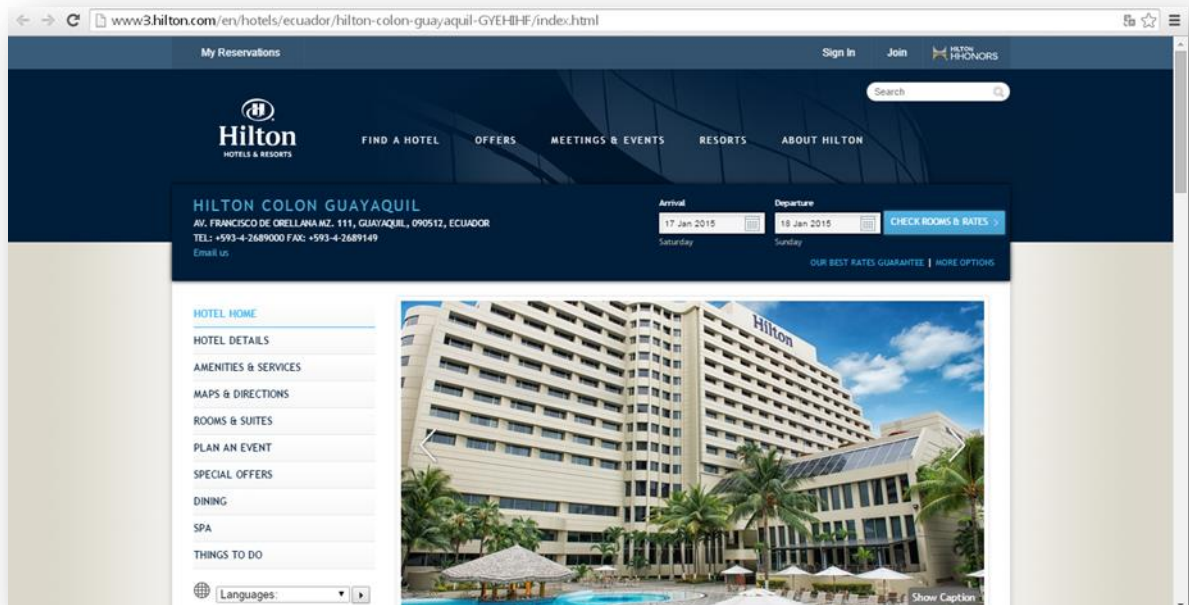 www3.hilton.com/en/hotels/ecuador/hilton-colon-guayaquil-GYEHIHF/index.html
My Reservations
Sign In
Join
HILTON HHONORS
Search
Hilton
HOTELS & RESORTS
FIND A HOTEL
OFFERS
MEETINGS & EVENTS
RESORTS
ABOUT HILTON
HILTON COLON GUAYAQUIL
AV. FRANCISCO DE ORELLANA MZ. 111, GUAYAQUIL, 090512, ECUADOR
TEL: +593-4-2689000 FAX: +593-4-2689149
Email us
Arrival
17 Jan 2015
Saturday
Departure
18 Jan 2015
Sunday
CHECK ROOMS & RATES >
OUR BEST RATES GUARANTEE | MORE OPTIONS
HOTEL HOME
HOTEL DETAILS
AMENITIES & SERVICES
MAPS & DIRECTIONS
ROOMS & SUITES
PLAN AN EVENT
SPECIAL OFFERS
DINING
SPA
THINGS TO DO
Languages:
Hilton
Show Caption